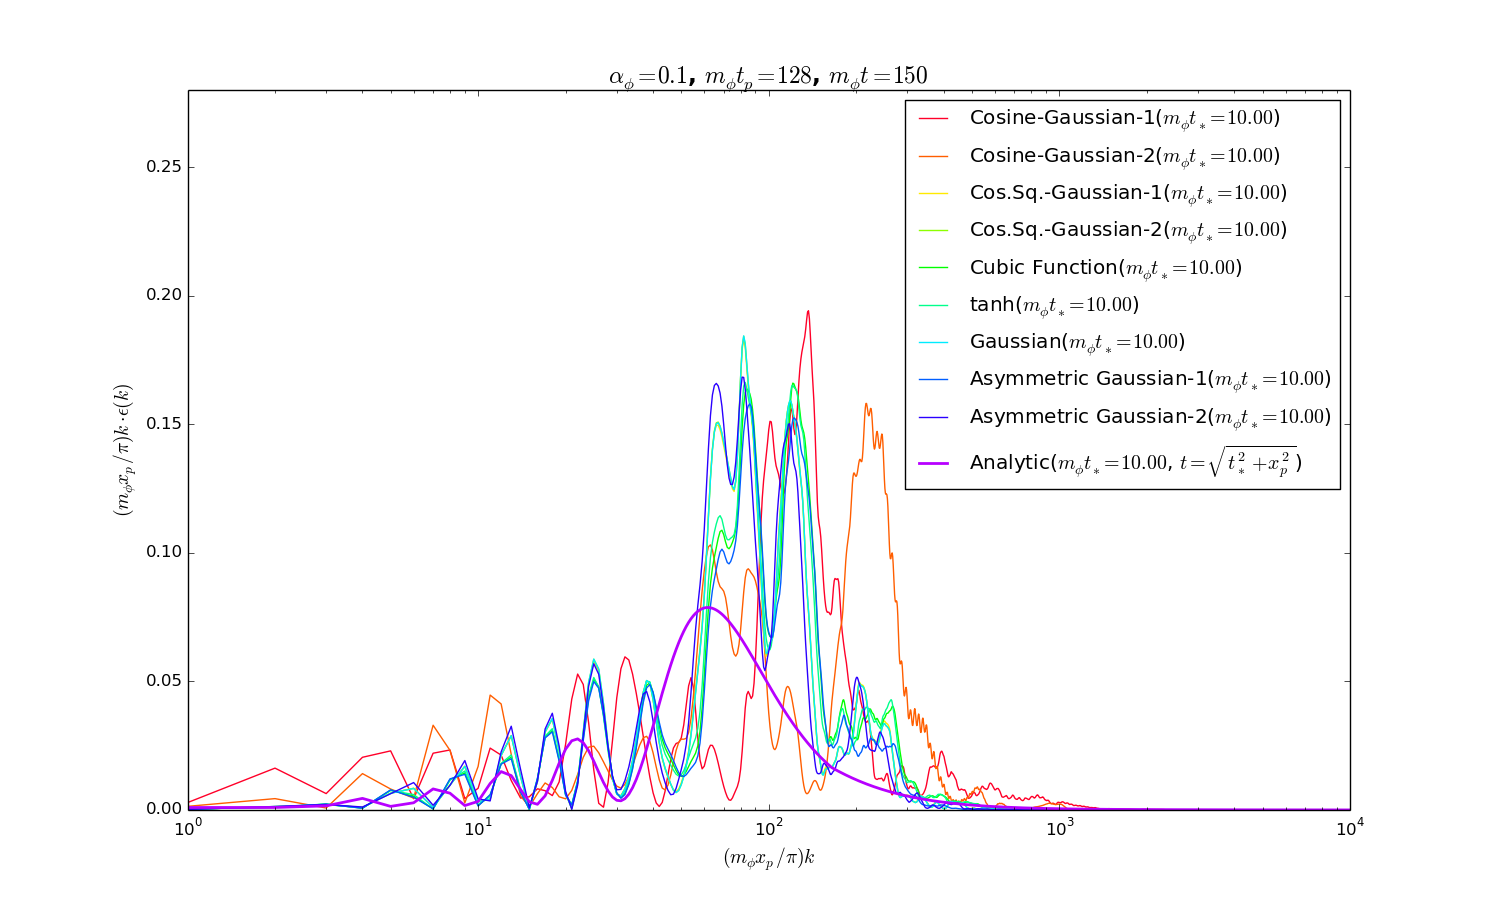 α_ϕ=0.1, m_ϕt_p=128, m_ϕt=150
(m_ϕx_p/π)k·ϵ(k)
0.25
0.20
0.15
0.10
0.05
0.00
Cosine-Gaussian-1(m_ϕt_*=10.00)
Cosine-Gaussian-2(m_ϕt_*=10.00)
Cos.Sq.-Gaussian-1(m_ϕt_*=10.00)
Cos.Sq.-Gaussian-2(m_ϕt_*=10.00)
Cubic Function(m_ϕt_*=10.00)
tanh(m_ϕt_*=10.00)
Gaussian(m_ϕt_*=10.00)
Asymmetric Gaussian-1(m_ϕt_*=10.00)
Asymmetric Gaussian-2(m_ϕt_*=10.00)
Analytic(m_ϕt_*=10.00, t=√(t_*^2+x_p^2))
10^0 10^1 10^2 10^3 10^4
(m_ϕx_p/π)k